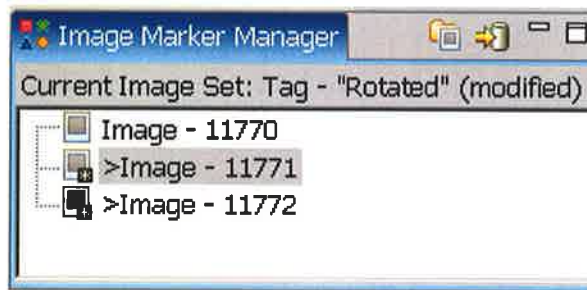 Image Marker Manager
Current Image Set: Tag - "Rotated" (modified)
Image - 11770
>Image - 11771
>Image - 11772